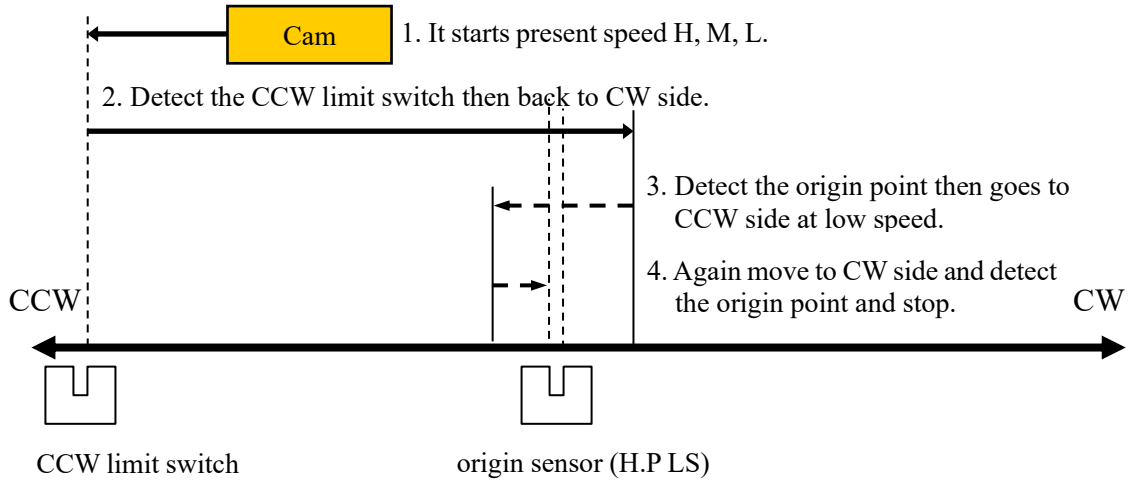 Cam
1. It starts present speed H, M, L.
2. Detect the CCW limit switch then back to CW side.
3. Detect the origin point then goes to
CCW side at low speed.
4. Again move to CW side and detect
the origin point and stop.
CCW
CW
CCW limit switch
origin sensor (H.P LS)